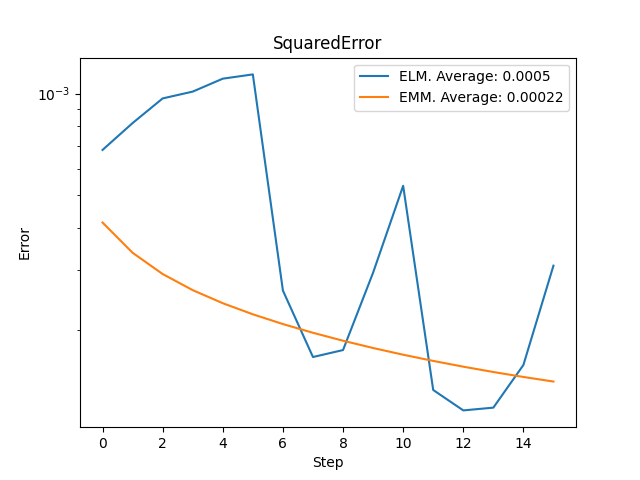 SquaredError
ELM. Average: 0.0005
EMM. Average: 0.00022
10⁻³
Error
0 2 4 6 8 10 12 14
Step